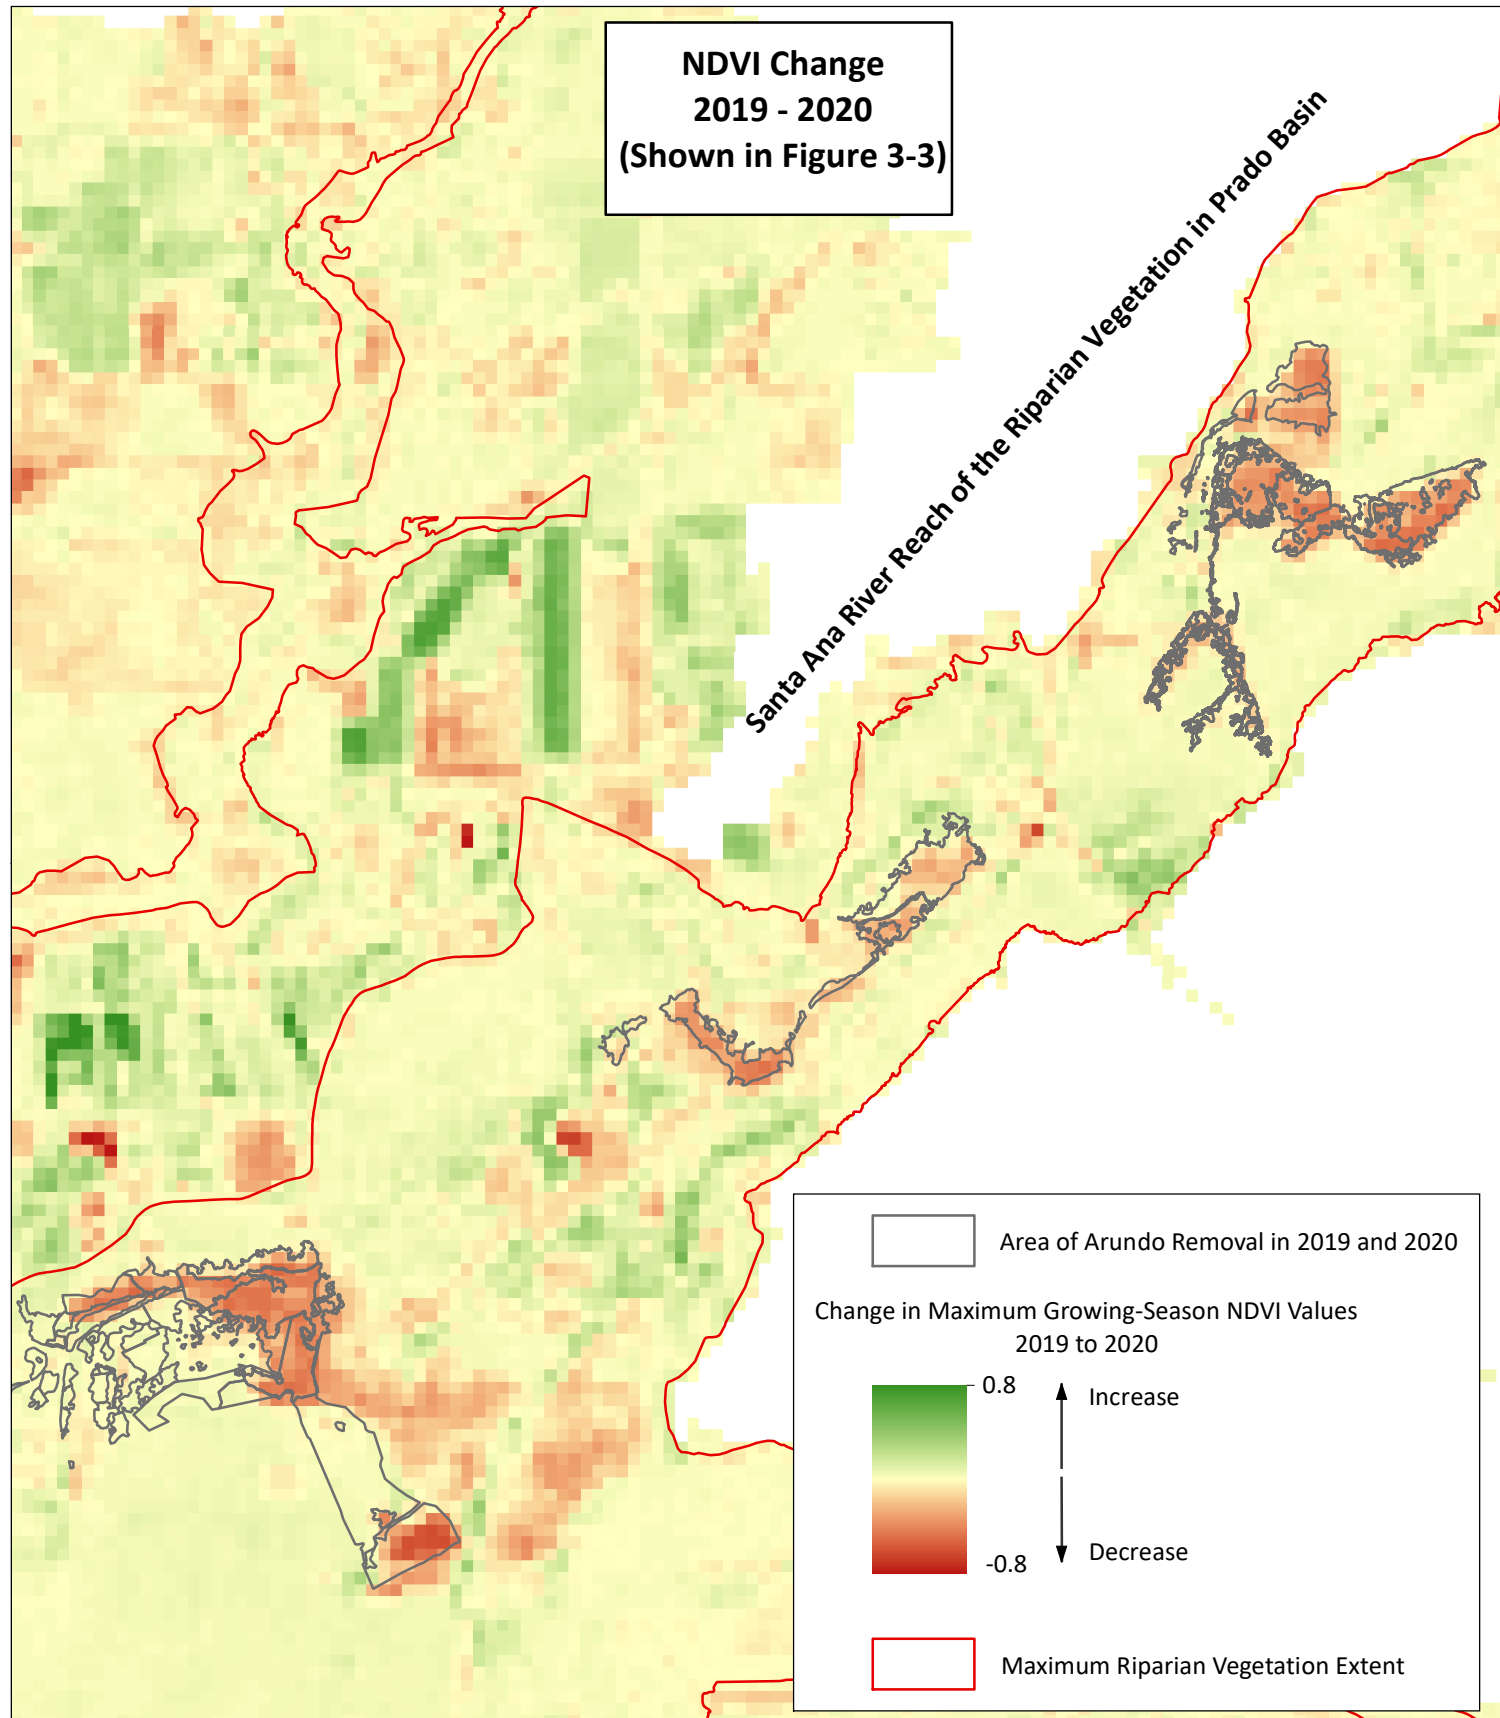 NDVI Change
2019 - 2020
(Shown in Figure 3-3)
Santa Ana River Reach of the Riparian Vegetation in Prado Basin
Area of Arundo Removal in 2019 and 2020
Change in Maximum Growing-Season NDVI Values
2019 to 2020
0.8
Increase
-0.8
Decrease
Maximum Riparian Vegetation Extent